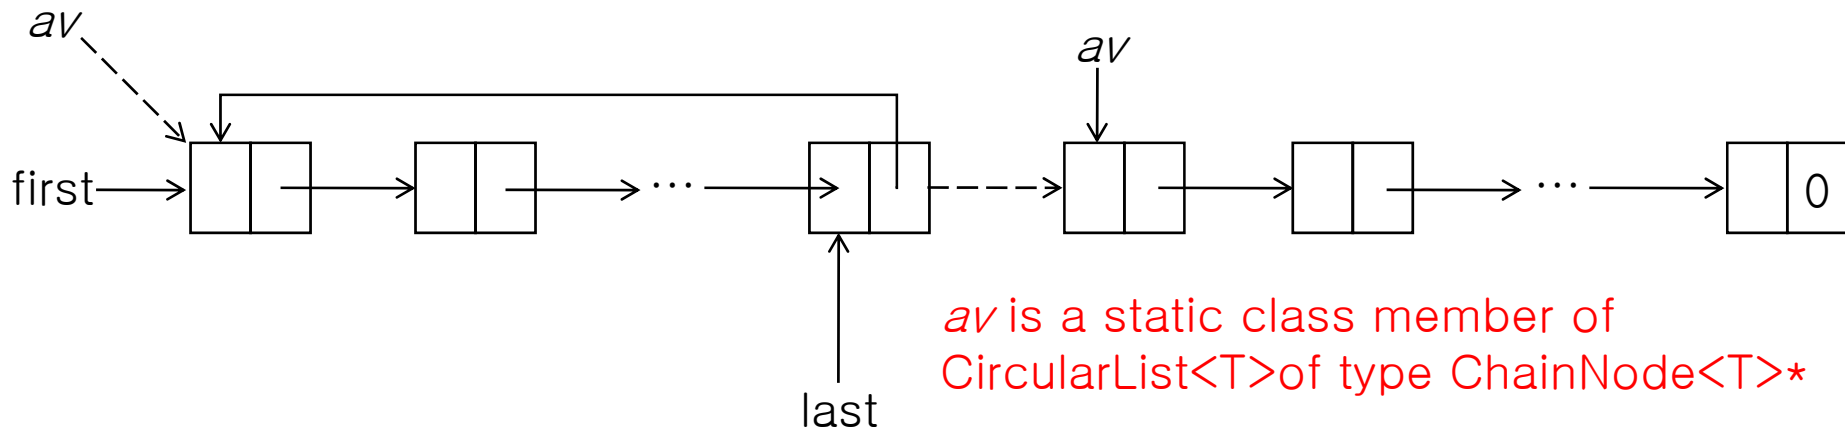 av
av
first
...
...
0
av is a static class member of
CircularList<T>of type ChainNode<T>*
last